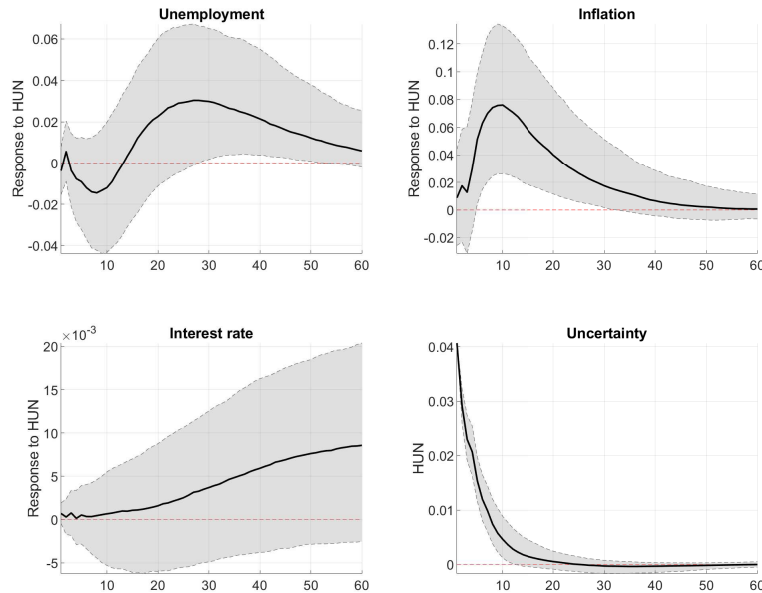 Unemployment
Response to HUN
0.06
0.04
0.02
0
-0.02
-0.04
10 20 30 40 50 60
Inflation
Response to HUN
0.12
0.1
0.08
0.06
0.04
0.02
0
-0.02
10 20 30 40 50 60
Interest rate
×10⁻³
Response to HUN
20
15
10
5
0
-5
10 20 30 40 50 60
Uncertainty
HUN
0.04
0.03
0.02
0.01
0
10 20 30 40 50 60